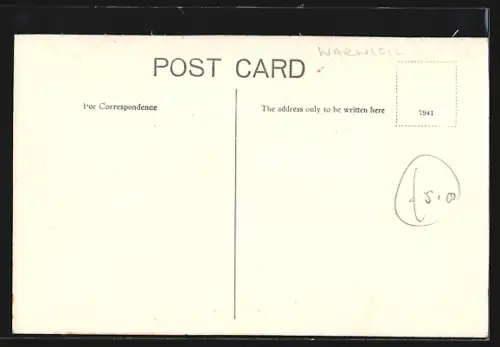 WARWICK
POST CARD
For Correspondence
The address only to be written here
7941
£5.00